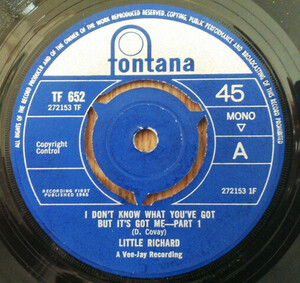 ALL RIGHTS OF THE RECORD PRODUCER AND OF THE OWNER OF THE WORK REPRODUCED RESERVED. COPYING, PUBLIC PERFORMANCE AND BROADCASTING OF THIS RECORD PROHIBITED
fontana
TF 652
272153 TF
45
MONO
Copyright
Control
A
RECORDING FIRST
PUBLISHED 1965
272153 1F
I DON'T KNOW WHAT YOU'VE GOT
BUT IT'S GOT ME—PART 1
(D. Covay)
LITTLE RICHARD
A Vee-Jay Recording